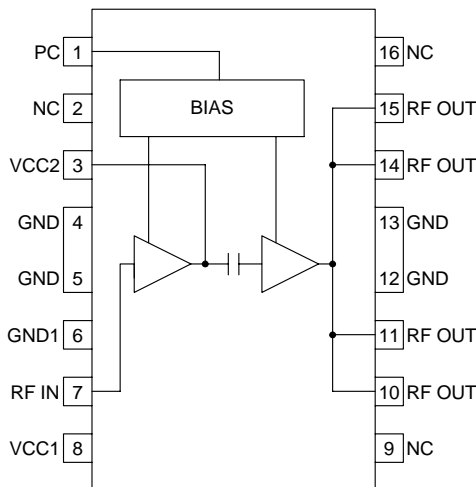 PC 1 16 NC
NC 2 BIAS 15 RF OUT
VCC2 3 14 RF OUT
GND 4 13 GND
GND 5 12 GND
GND1 6 11 RF OUT
RF IN 7 10 RF OUT
VCC1 8 9 NC